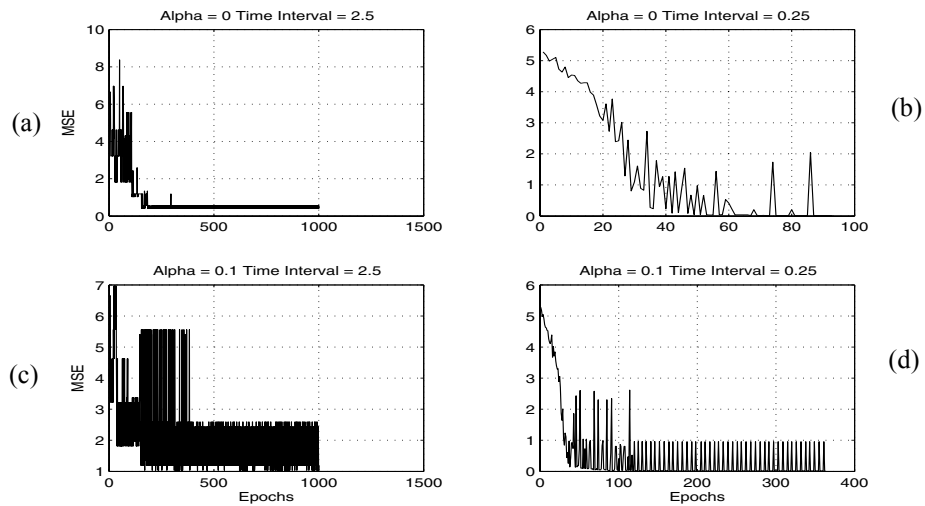 Alpha = 0 Time Interval = 2.5
(a)
MSE
10
8
6
4
2
0
0 500 1000 1500
Alpha = 0 Time Interval = 0.25
(b)
6
5
4
3
2
1
0
0 20 40 60 80 100
Alpha = 0.1 Time Interval = 2.5
(c)
MSE
7
6
5
4
3
2
1
0 500 1000 1500
Epochs
Alpha = 0.1 Time Interval = 0.25
(d)
6
5
4
3
2
1
0
0 100 200 300 400
Epochs